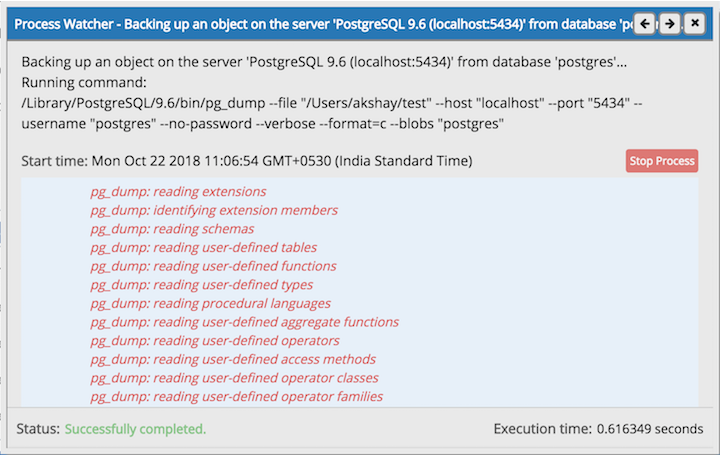 Process Watcher - Backing up an object on the server 'PostgreSQL 9.6 (localhost:5434)' from database
Backing up an object on the server 'PostgreSQL 9.6 (localhost:5434)' from database 'postgres'...
Running command:
/Library/PostgreSQL/9.6/bin/pg_dump --file "/Users/akshay/test" --host "localhost" --port "5434" --
username "postgres" --no-password --verbose --format=c --blobs "postgres"
Start time: Mon Oct 22 2018 11:06:54 GMT+0530 (India Standard Time) Stop Process
pg_dump: reading extensions
pg_dump: identifying extension members
pg_dump: reading schemas
pg_dump: reading user-defined tables
pg_dump: reading user-defined functions
pg_dump: reading user-defined types
pg_dump: reading procedural languages
pg_dump: reading user-defined aggregate functions
pg_dump: reading user-defined operators
pg_dump: reading user-defined access methods
pg_dump: reading user-defined operator classes
pg_dump: reading user-defined operator families
Status: Successfully completed. Execution time: 0.616349 seconds